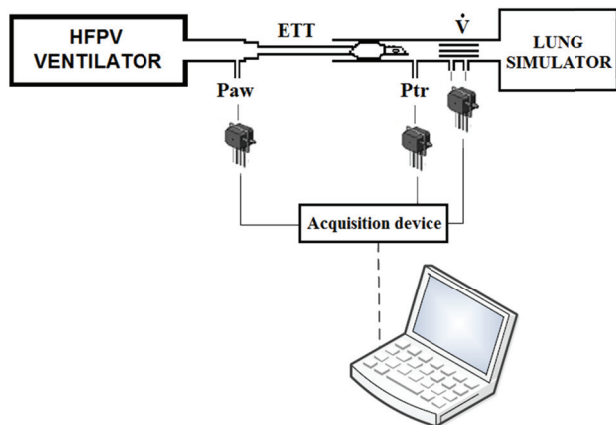 HFPV
VENTILATOR
ETT
V̇
LUNG
SIMULATOR
Paw
Ptr
Acquisition device